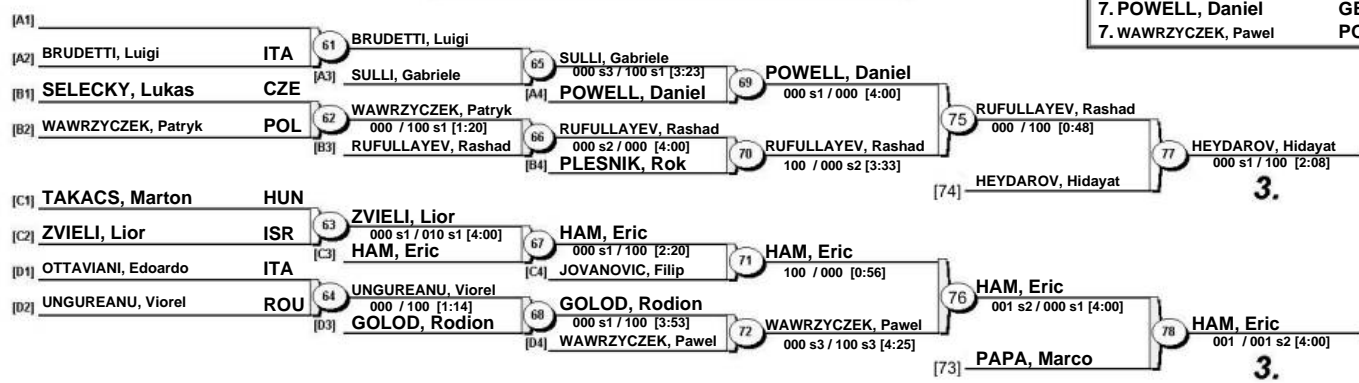 7. POWELL, Daniel GE
7. WAWRZYCZEK, Pawel PO
[A1]
[A2] BRUDETTI, Luigi ITA
61 BRUDETTI, Luigi
[A3] SULLI, Gabriele
65 SULLI, Gabriele
000 s3 / 100 s1 [3:23]
[A4] POWELL, Daniel
69 POWELL, Daniel
000 s1 / 000 [4:00]
[B1] SELECKY, Lukas CZE
[B2] WAWRZYCZEK, Patryk POL
62 WAWRZYCZEK, Patryk
000 / 100 s1 [1:20]
[B3] RUFULLAYEV, Rashad
66 RUFULLAYEV, Rashad
000 s2 / 000 [4:00]
[B4] PLESNIK, Rok
70 RUFULLAYEV, Rashad
100 / 000 s2 [3:33]
75 RUFULLAYEV, Rashad
000 / 100 [0:48]
[74] HEYDAROV, Hidayat
77 HEYDAROV, Hidayat
000 s1 / 100 [2:08]
3.
[C1] TAKACS, Marton HUN
[C2] ZVIELI, Lior ISR
63 ZVIELI, Lior
000 s1 / 010 s1 [4:00]
[C3] HAM, Eric
67 HAM, Eric
000 s1 / 100 [2:20]
[C4] JOVANOVIC, Filip
71 HAM, Eric
100 / 000 [0:56]
[D1] OTTAVIANI, Edoardo ITA
[D2] UNGUREANU, Viorel ROU
64 UNGUREANU, Viorel
000 / 100 [1:14]
[D3] GOLOD, Rodion
68 GOLOD, Rodion
000 s1 / 100 [3:53]
[D4] WAWRZYCZEK, Pawel
72 WAWRZYCZEK, Pawel
000 s3 / 100 s3 [4:25]
76 HAM, Eric
001 s2 / 000 s1 [4:00]
[73] PAPA, Marco
78 HAM, Eric
001 / 001 s2 [4:00]
3.